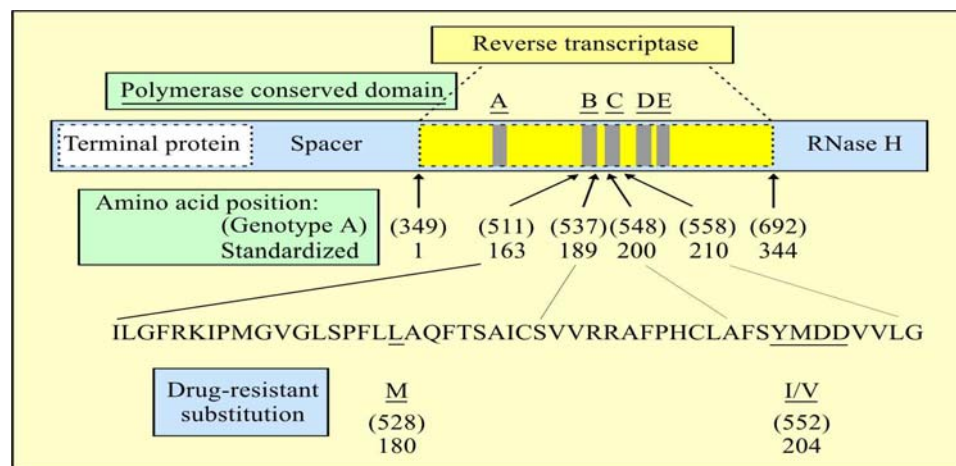 Reverse transcriptase
Polymerase conserved domain
A B C D E
Terminal protein Spacer RNase H
Amino acid position:
(Genotype A) (349) (511) (537) (548) (558) (692)
Standardized 1 163 189 200 210 344
ILGFRKIPMGVGLSPFLLAQFTSAICSVVRRAFPHCLAFSYMDDVVLG
Drug-resistant M I/V
substitution (528) (552)
180 204